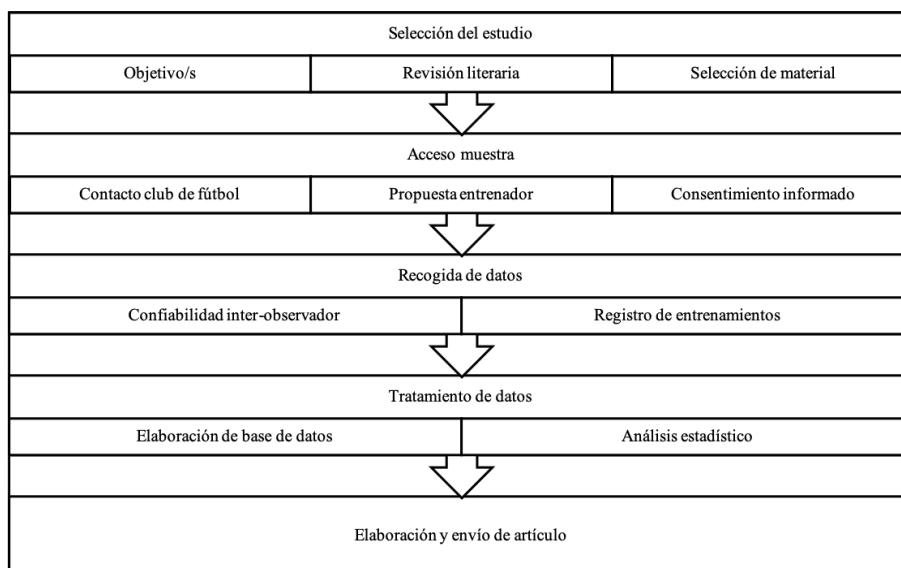 Selección del estudio
Objetivo/s
Revisión literaria
Selección de material
Acceso muestra
Contacto club de fútbol
Propuesta entrenador
Consentimiento informado
Recogida de datos
Confiabilidad inter-observador
Registro de entrenamientos
Tratamiento de datos
Elaboración de base de datos
Análisis estadístico
Elaboración y envío de artículo